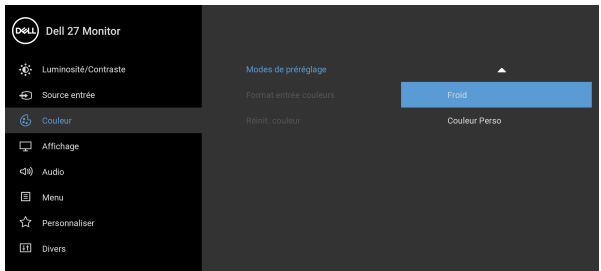 DELL
Dell 27 Monitor
Luminosité/Contraste
Source entrée
Couleur
Affichage
Audio
Menu
Personnaliser
Divers
Modes de préréglage
Format entrée couleurs
Réinit. couleur
Froid
Couleur Perso